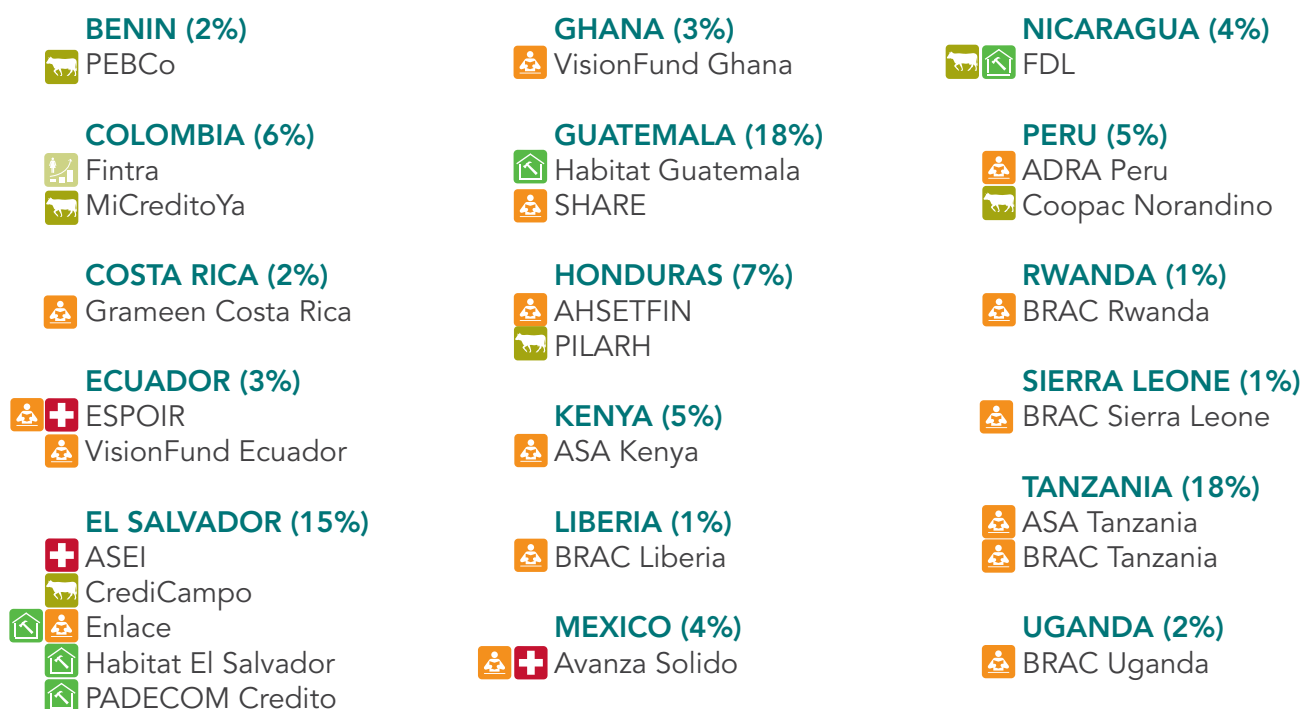 BENIN (2%)
PEBCo
COLOMBIA (6%)
Fintra
MiCreditoYa
COSTA RICA (2%)
Grameen Costa Rica
ECUADOR (3%)
ESPOIR
VisionFund Ecuador
EL SALVADOR (15%)
ASEI
CrediCampo
Enlace
Habitat El Salvador
PADECOM Credito
GHANA (3%)
VisionFund Ghana
GUATEMALA (18%)
Habitat Guatemala
SHARE
HONDURAS (7%)
AHSETFIN
PILARH
KENYA (5%)
ASA Kenya
LIBERIA (1%)
BRAC Liberia
MEXICO (4%)
Avanza Solido
NICARAGUA (4%)
FDL
PERU (5%)
ADRA Peru
Coopac Norandino
RWANDA (1%)
BRAC Rwanda
SIERRA LEONE (1%)
BRAC Sierra Leone
TANZANIA (18%)
ASA Tanzania
BRAC Tanzania
UGANDA (2%)
BRAC Uganda